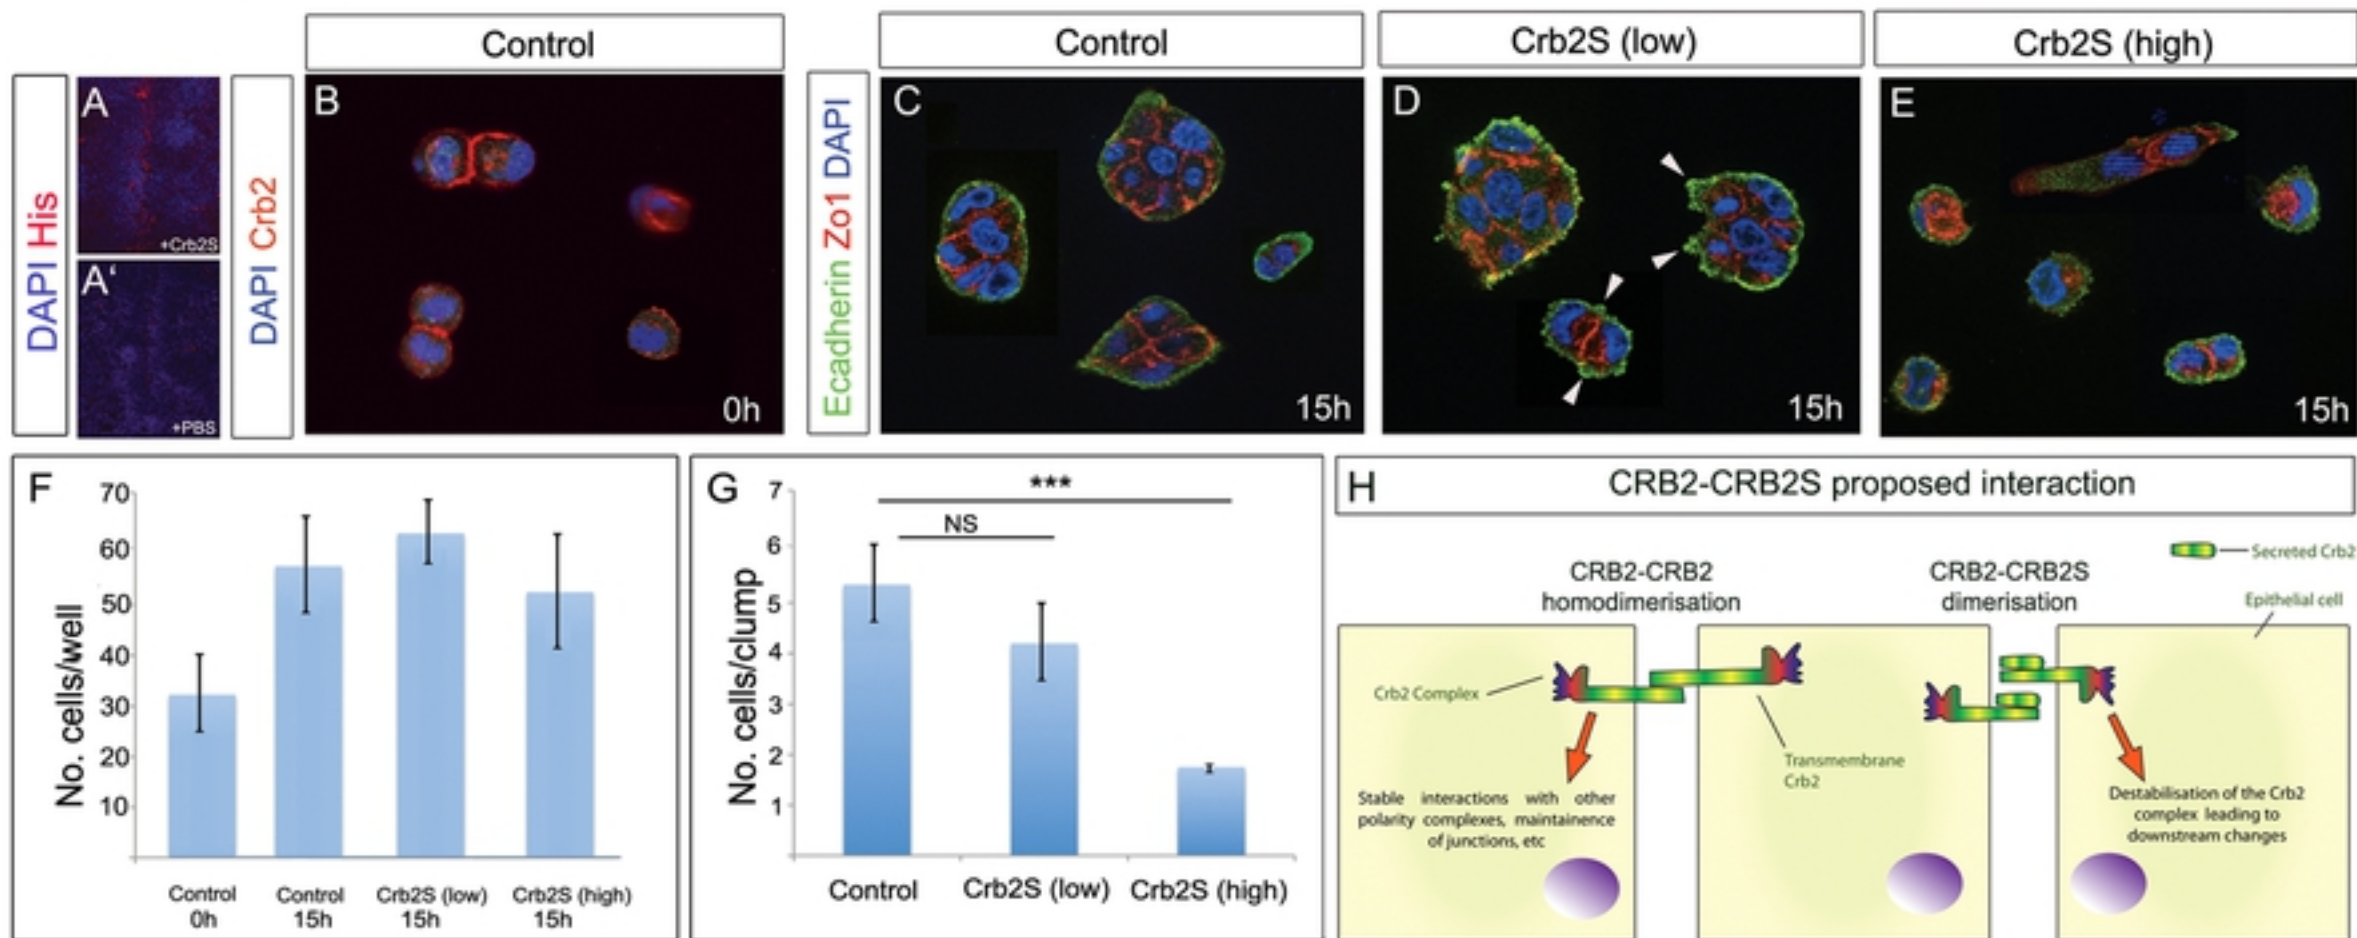 Control
Control
Crb2S (low)
Crb2S (high)
DAPI His
A
+Crb2S
A'
+PBS
DAPI Crb2
B
0h
Ecadherin Zo1 DAPI
C
15h
D
15h
E
15h
F
No. cells/well
70
60
50
40
30
20
10
Control
0h
Control
15h
Crb2S (low)
15h
Crb2S (high)
15h
G
No. cells/clump
7
6
5
4
3
2
1
***
NS
Control
Crb2S (low)
Crb2S (high)
H
CRB2-CRB2S proposed interaction
Secreted Crb2
Epithelial cell
CRB2-CRB2
homodimerisation
CRB2-CRB2S
dimerisation
Crb2 Complex
Transmembrane
Crb2
Stable interactions with other
polarity complexes, maintainence
of junctions, etc
Destabilisation of the Crb2
complex leading to
downstream changes